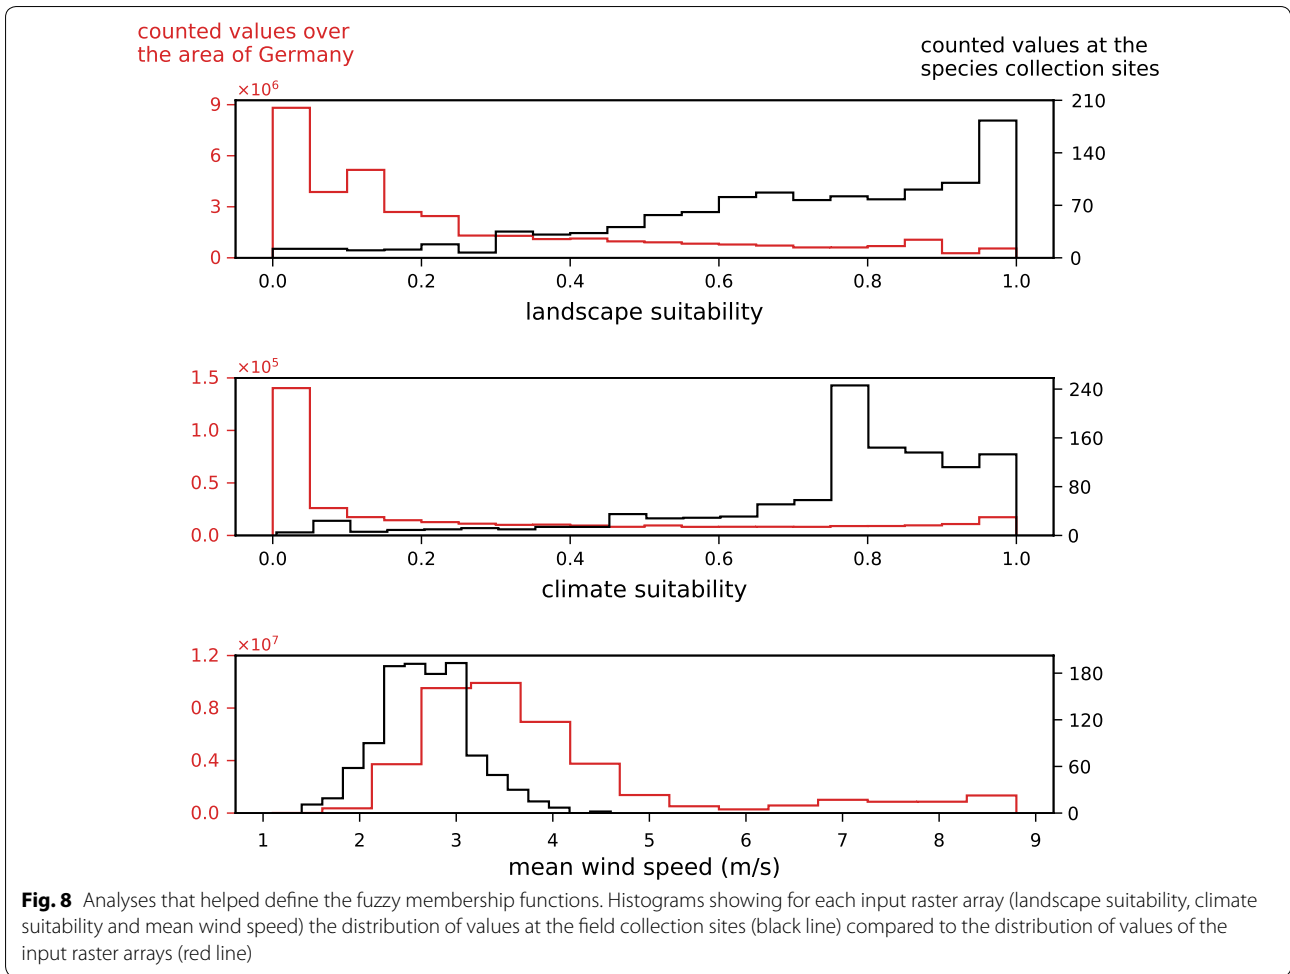 counted values over
the area of Germany
counted values at the
species collection sites
×10⁶
9
6
3
0
210
140
70
0
0.0 0.2 0.4 0.6 0.8 1.0
landscape suitability
×10⁵
1.5
1.0
0.5
0.0
240
160
80
0
0.0 0.2 0.4 0.6 0.8 1.0
climate suitability
×10⁷
1.2
0.8
0.4
0.0
180
120
60
0
1 2 3 4 5 6 7 8 9
mean wind speed (m/s)
Fig. 8 Analyses that helped define the fuzzy membership functions. Histograms showing for each input raster array (landscape suitability, climate
suitability and mean wind speed) the distribution of values at the field collection sites (black line) compared to the distribution of values of the
input raster arrays (red line)